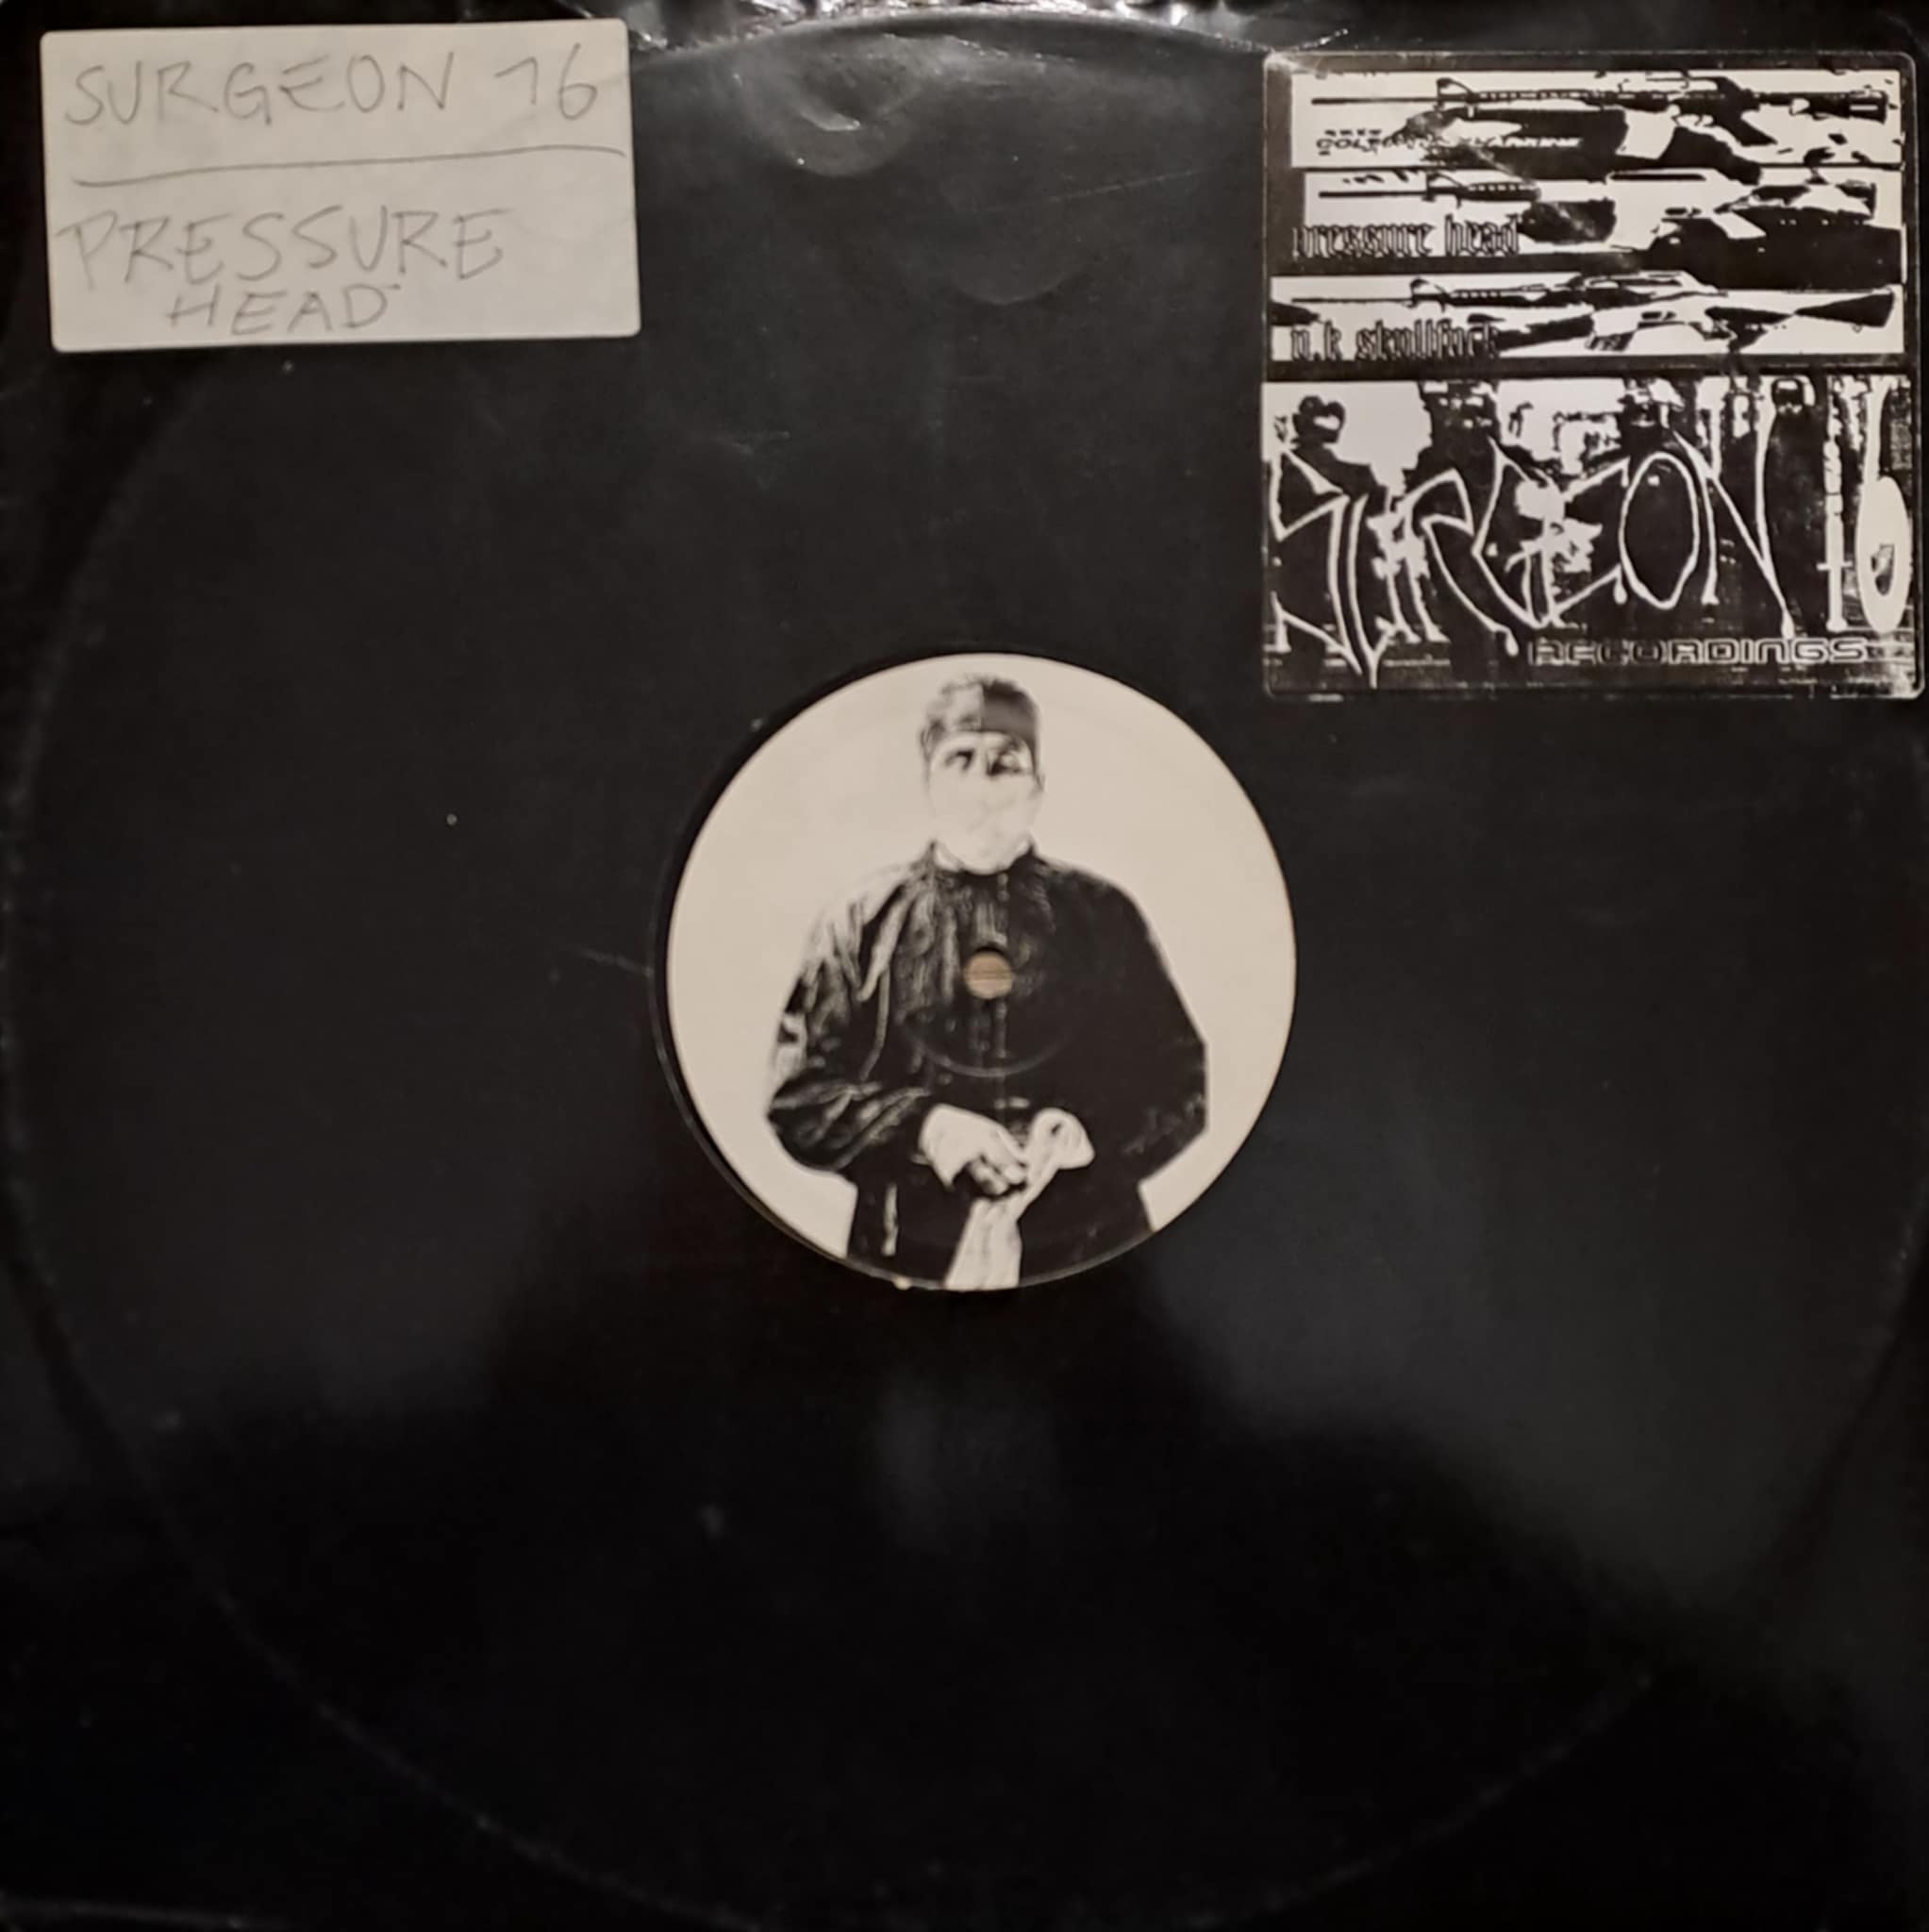 SURGEON 16
PRESSURE
HEAD
pressure head
u.k skullfuck
SURGEON 16
RECORDINGS